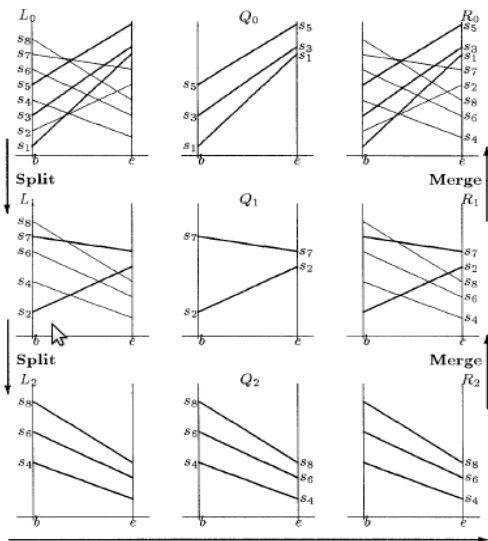 L₀ Q₀ R₀
s₈ s₅
s₇ s₅ s₃
s₆ s₃ s₁
s₅ s₁ s₇
s₄ s₅ s₂
s₃ s₃ s₈
s₂ s₁ s₆
s₁ s₄
b e b e b e
Split Merge
L Q₁ R₁
s₈
s₇ s₇ s₇ s₇
s₆ s₂ s₂
s₄ s₈
s₂ s₂ s₆
s₄
b e b e b e
Split Merge
L₂ Q₂ R₂
s₈ s₈
s₆ s₆ s₈ s₈
s₄ s₄ s₆ s₆
s₄ s₄
b e b e b e